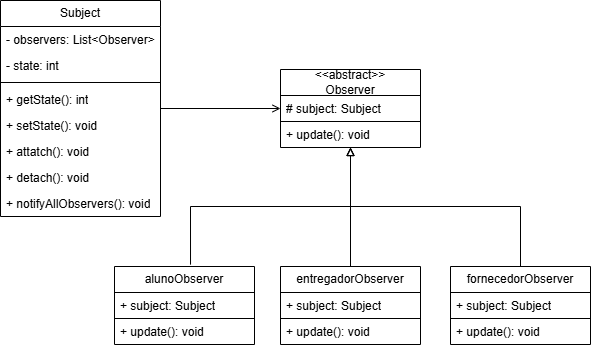 Subject
- observers: List<Observer>
- state: int
+ getState(): int
+ setState(): void
+ attatch(): void
+ detach(): void
+ notifyAllObservers(): void
<<abstract>>
Observer
# subject: Subject
+ update(): void
alunoObserver
+ subject: Subject
+ update(): void
entregadorObserver
+ subject: Subject
+ update(): void
fornecedorObserver
+ subject: Subject
+ update(): void